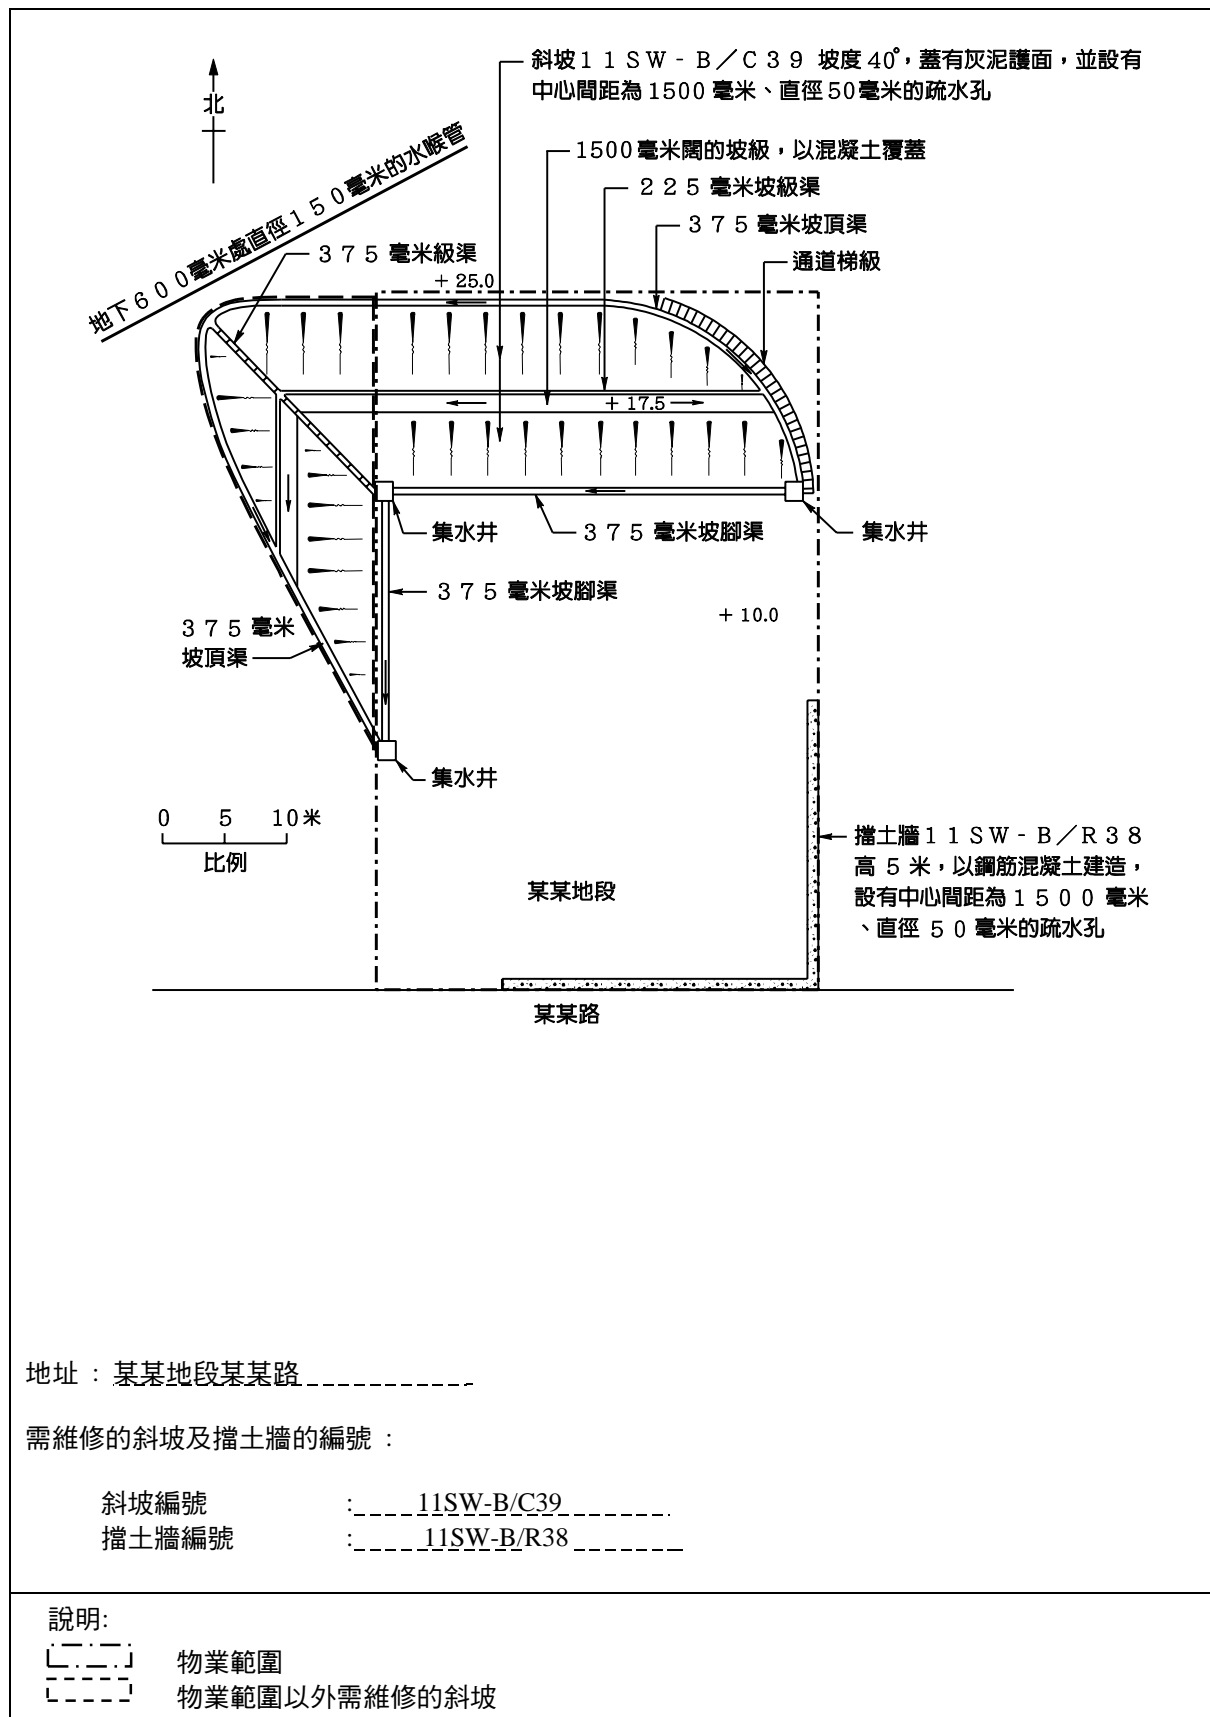 斜坡11SW-B/C39 坡度40°，蓋有灰泥護面，並設有
中心間距為1500毫米、直徑50毫米的疏水孔
北
1500毫米闊的坡級，以混凝土覆蓋
225毫米坡級渠
375毫米坡頂渠
通道梯級
地下600毫米處直徑150毫米的水喉管
375毫米級渠
+ 25.0
+ 17.5
集水井
375毫米坡腳渠
集水井
375毫米坡腳渠
+ 10.0
375毫米
坡頂渠
集水井
0 5 10米
比例
擋土牆11SW-B/R38
高5米，以鋼筋混凝土建造，
設有中心間距為1500毫米
、直徑50毫米的疏水孔
某某地段
某某路
地址 : 某某地段某某路
需維修的斜坡及擋土牆的編號 :
斜坡編號 : 11SW-B/C39
擋土牆編號 : 11SW-B/R38
說明:
物業範圍
物業範圍以外需維修的斜坡